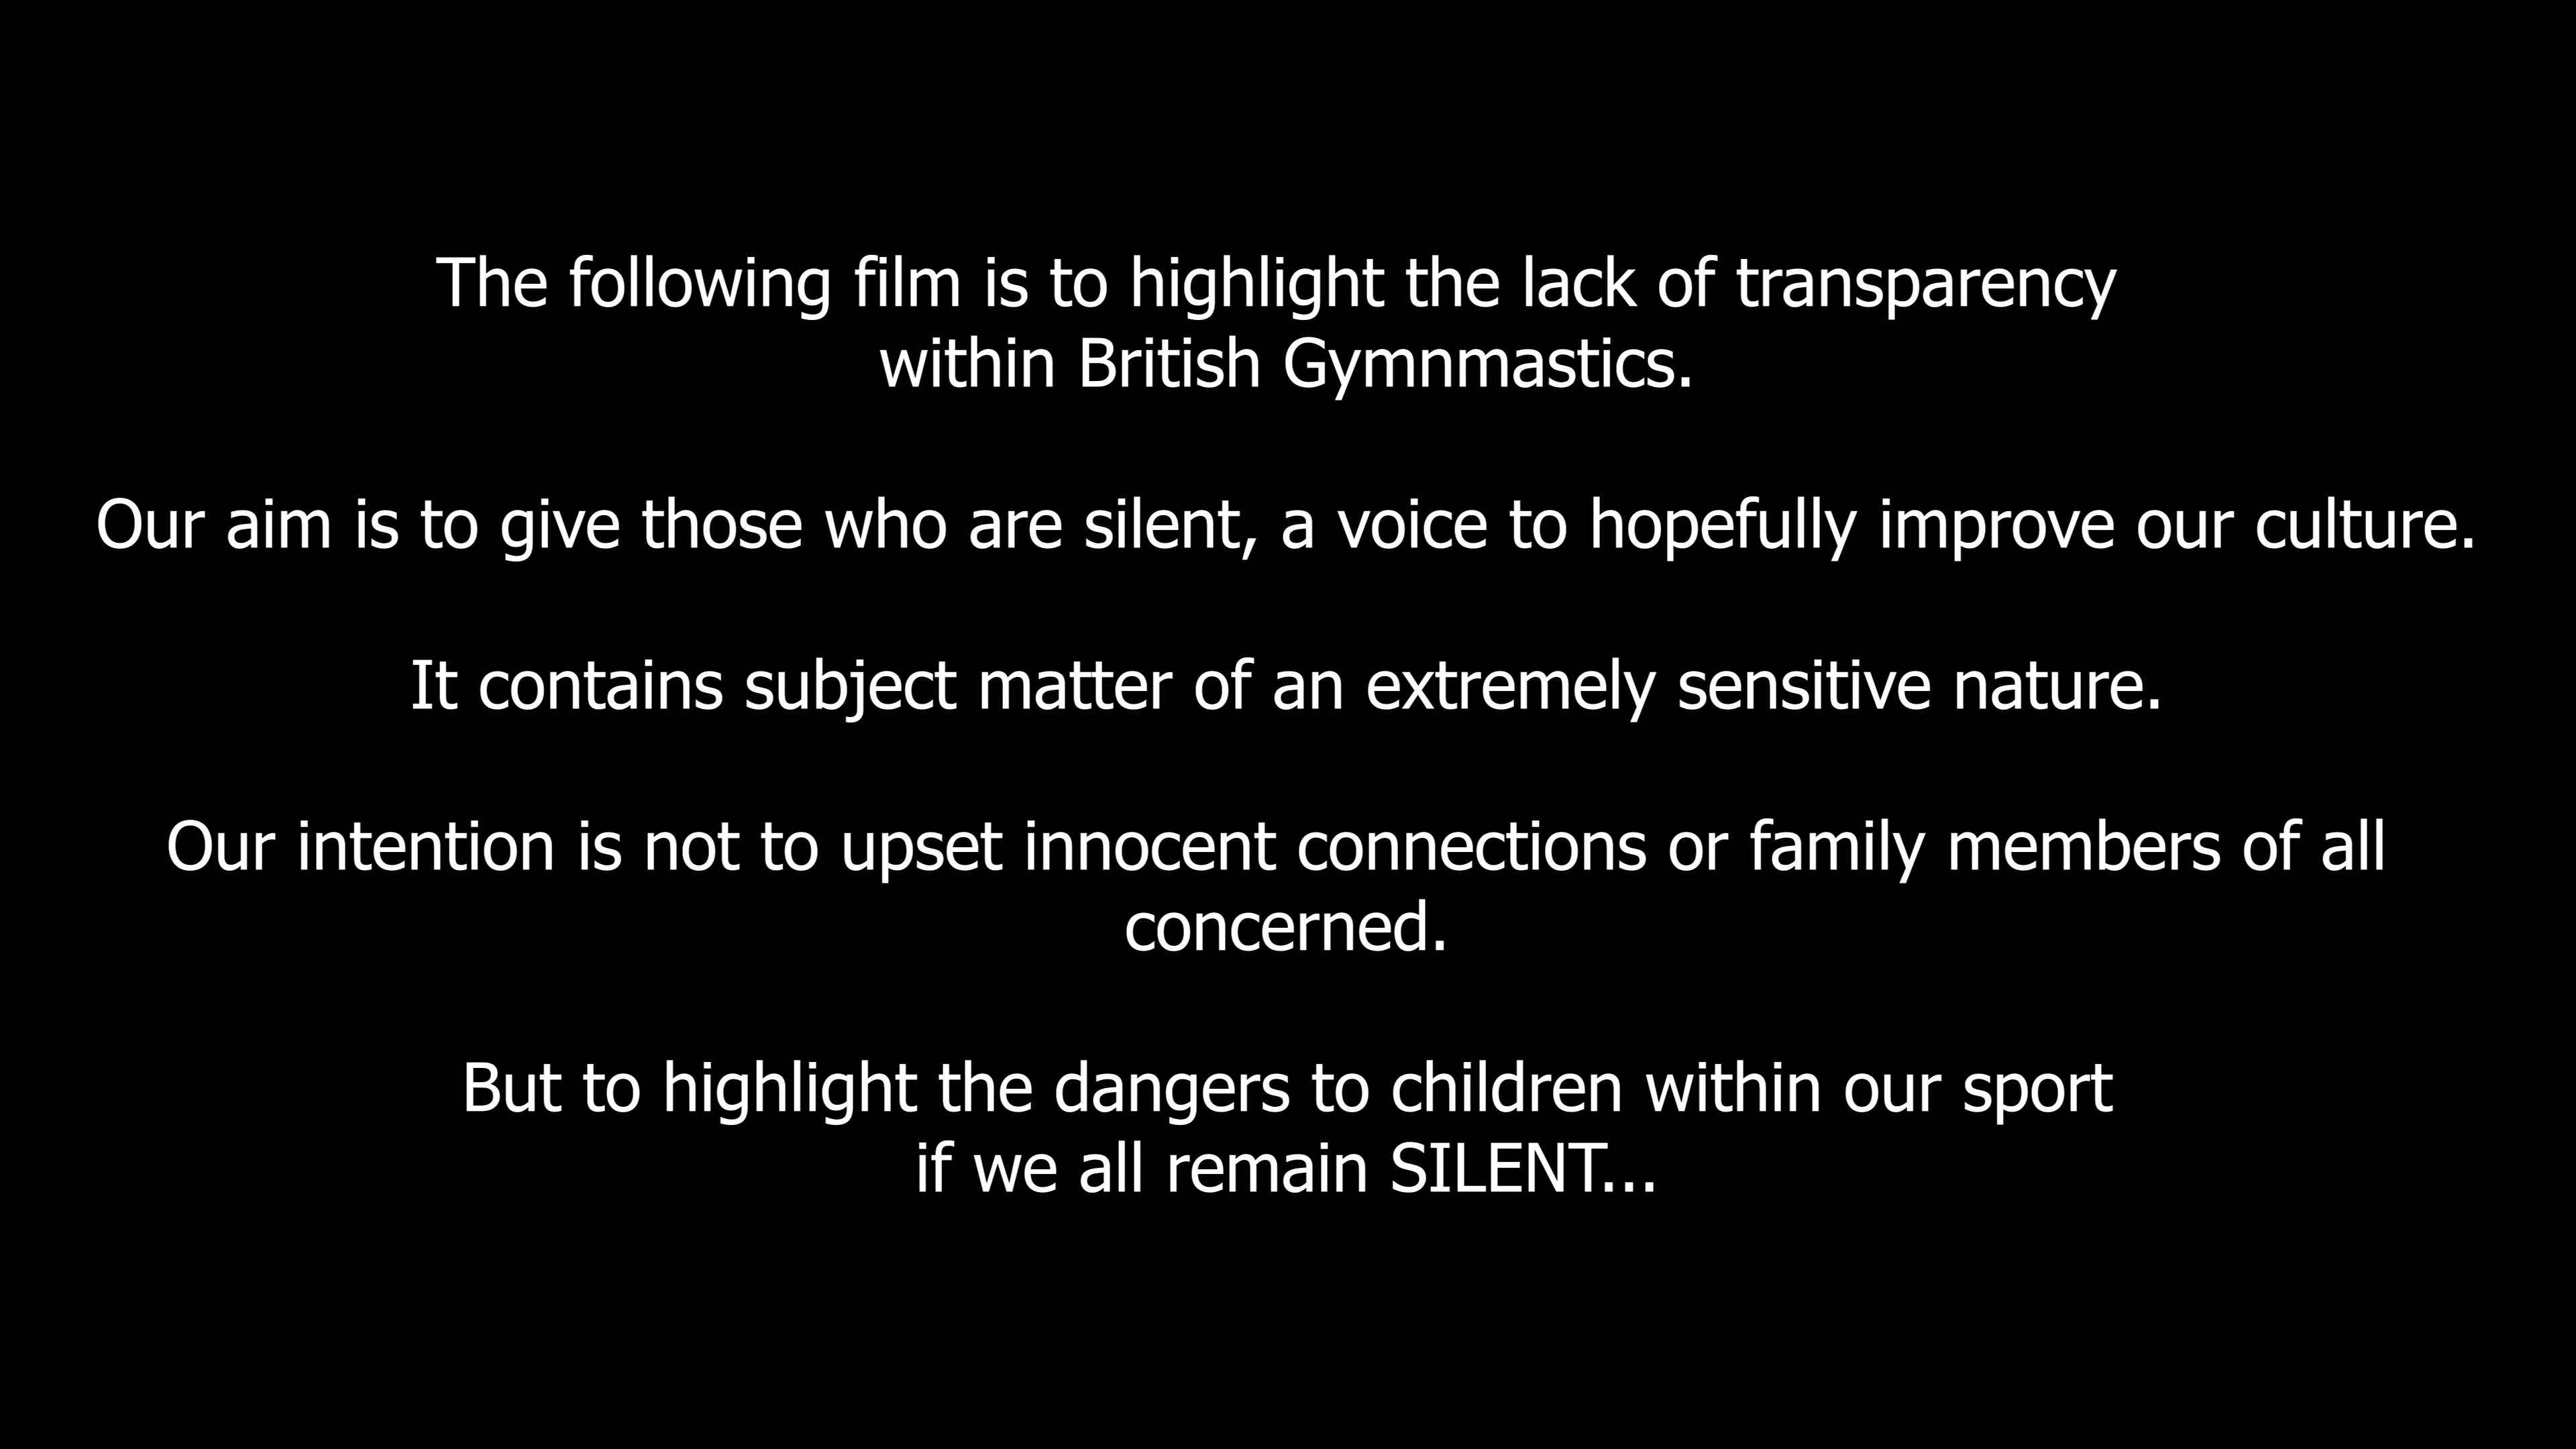 The following film is to highlight the lack of transparency
within British Gymnmastics.
Our aim is to give those who are silent, a voice to hopefully improve our culture.
It contains subject matter of an extremely sensitive nature.
Our intention is not to upset innocent connections or family members of all
concerned.
But to highlight the dangers to children within our sport
if we all remain SILENT...